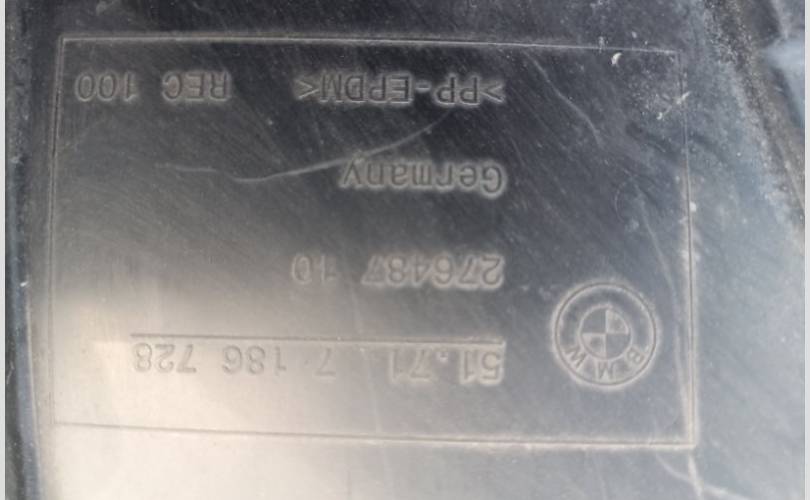 BMW
51.71 7 186 728
276487 10
Germany
>PP-EPDM< REC 100